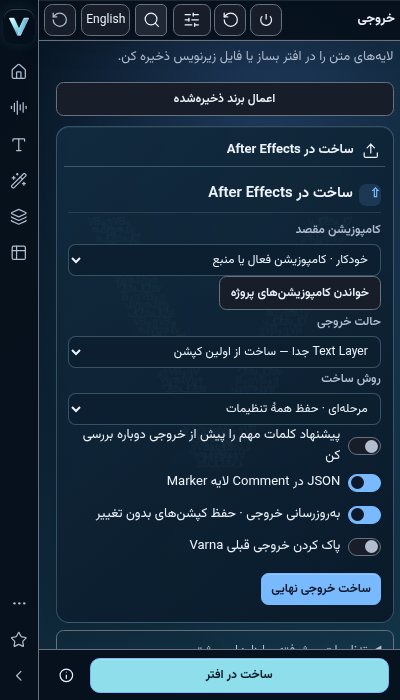 خروجی
English
لایه‌های متن را در افتر بساز یا فایل زیرنویس ذخیره کن.
اعمال برند ذخیره‌شده
ساخت در After Effects
ساخت در After Effects
کامپوزیشن مقصد
خودکار · کامپوزیشن فعال یا منبع
خواندن کامپوزیشن‌های پروژه
حالت خروجی
Text Layer جدا — ساخت از اولین کپشن
روش ساخت
مرحله‌ای · حفظ همهٔ تنظیمات
پیشنهاد کلمات مهم را پیش از خروجی دوباره بررسی
کن
JSON در Comment لایه Marker
به‌روزرسانی خروجی · حفظ کپشن‌های بدون تغییر
پاک کردن خروجی قبلی Varna
ساخت خروجی نهایی
ساخت در افتر